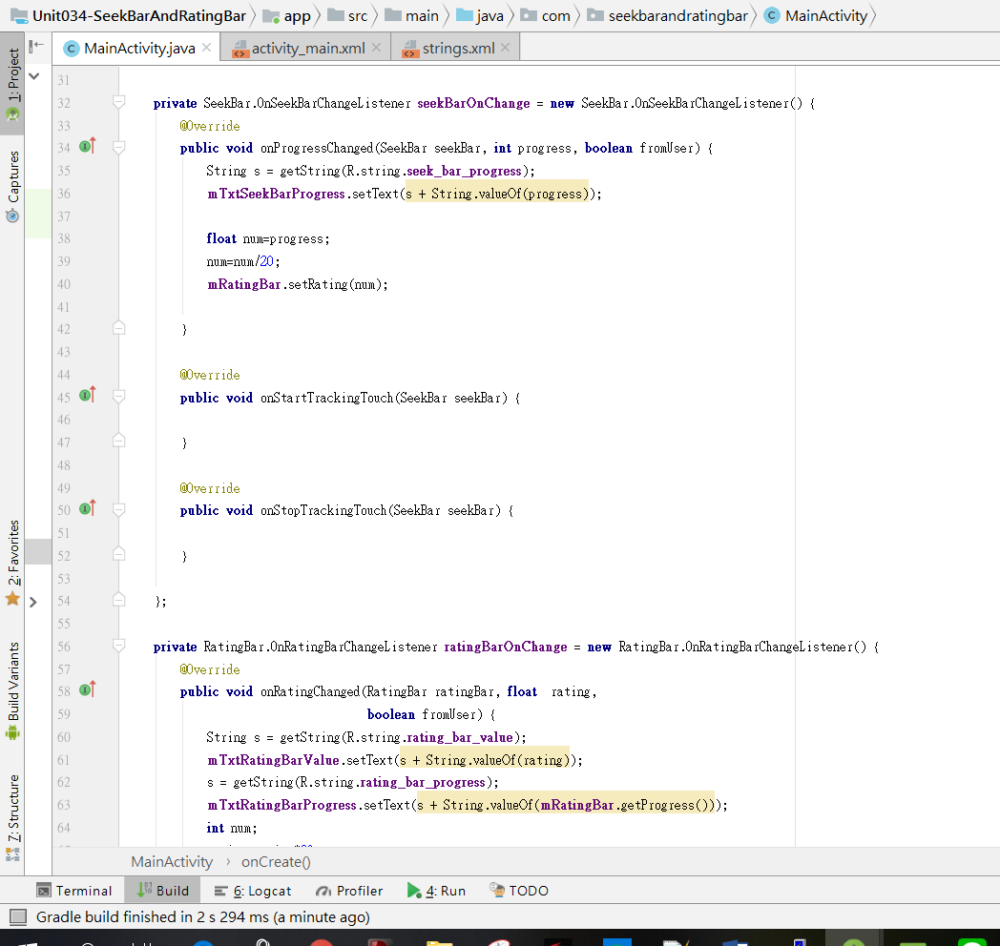 Unit034-SeekBarAndRatingBar app src main java com seekbarandratingbar MainActivity
MainActivity.java activity_main.xml strings.xml
1: Project
Captures
2: Favorites
Build Variants
7: Structure
31
32 private SeekBar.OnSeekBarChangeListener seekBarOnChange = new SeekBar.OnSeekBarChangeListener() {
33 @Override
34 public void onProgressChanged(SeekBar seekBar, int progress, boolean fromUser) {
35 String s = getString(R.string.seek_bar_progress);
36 mTxtSeekBarProgress.setText(s + String.valueOf(progress));
37
38 float num=progress;
39 num=num/20;
40 mRatingBar.setRating(num);
41
42 }
43
44 @Override
45 public void onStartTrackingTouch(SeekBar seekBar) {
46
47 }
48
49 @Override
50 public void onStopTrackingTouch(SeekBar seekBar) {
51
52 }
53
54 };
55
56 private RatingBar.OnRatingBarChangeListener ratingBarOnChange = new RatingBar.OnRatingBarChangeListener() {
57 @Override
58 public void onRatingChanged(RatingBar ratingBar, float rating,
59 boolean fromUser) {
60 String s = getString(R.string.rating_bar_value);
61 mTxtRatingBarValue.setText(s + String.valueOf(rating));
62 s = getString(R.string.rating_bar_progress);
63 mTxtRatingBarProgress.setText(s + String.valueOf(mRatingBar.getProgress()));
64 int num;
MainActivity › onCreate()
Terminal Build 6: Logcat Profiler 4: Run TODO
Gradle build finished in 2 s 294 ms (a minute ago)